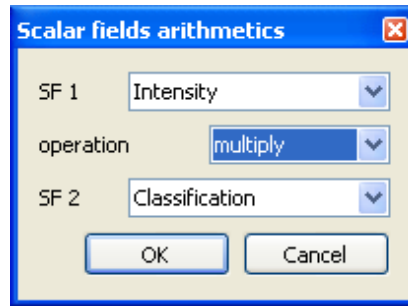 Scalar fields arithmetics
SF 1 Intensity
operation multiply
SF 2 Classification
OK Cancel